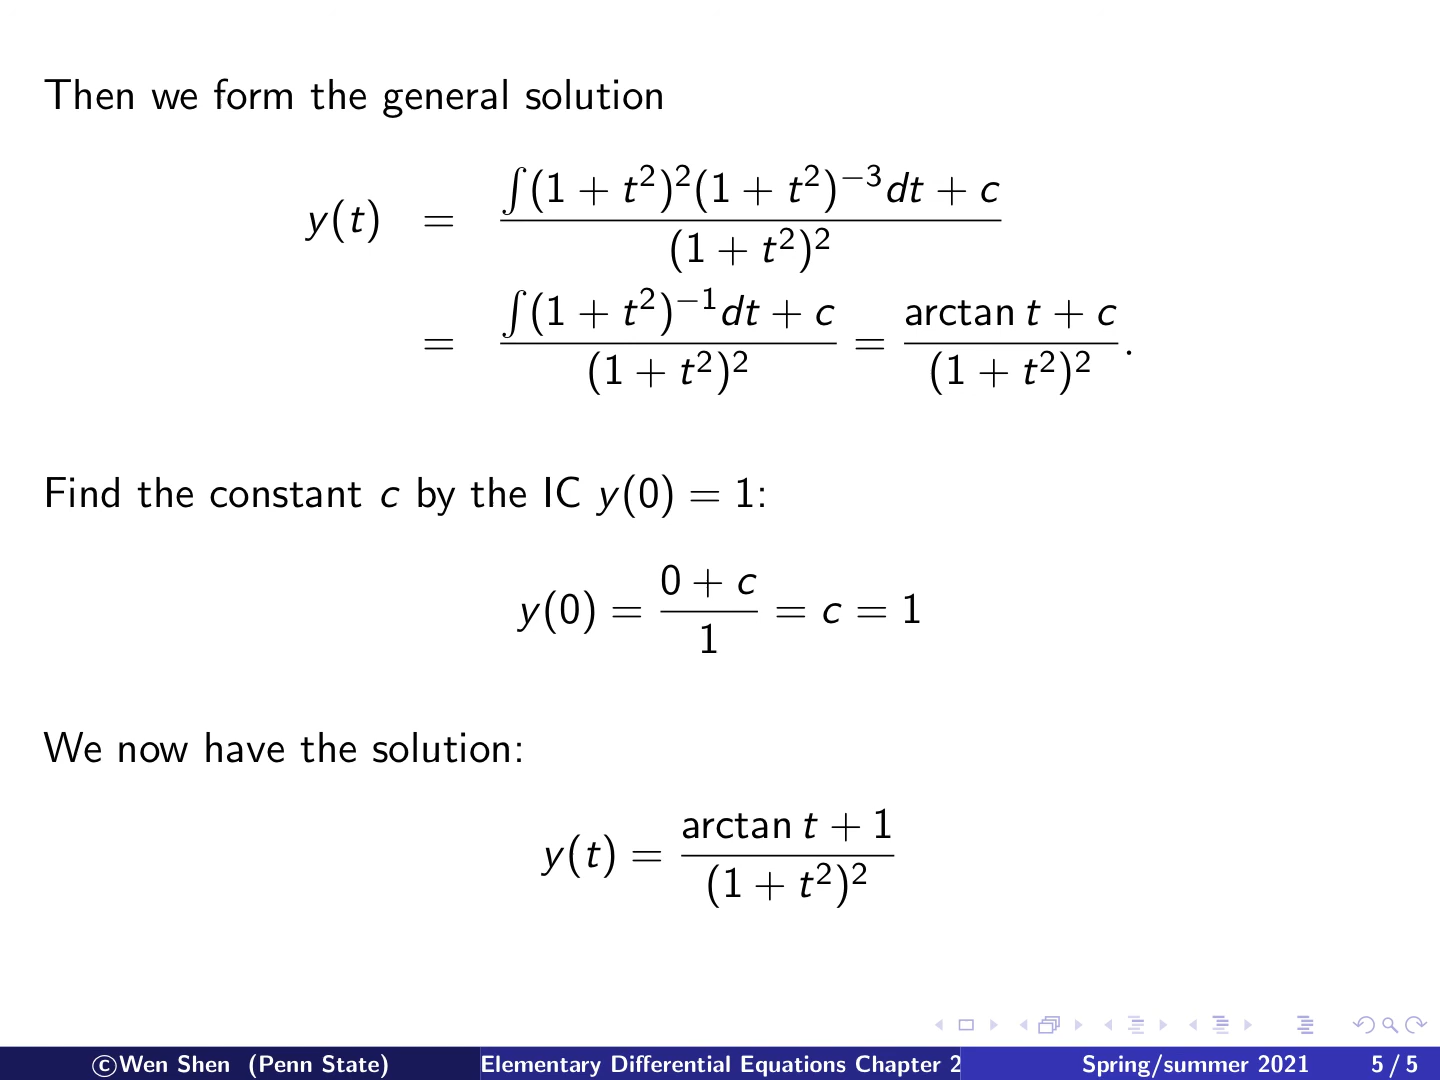 Then we form the general solution
y(t) = ∫(1 + t²)²(1 + t²)⁻³dt + c / (1 + t²)²
= ∫(1 + t²)⁻¹dt + c / (1 + t²)² = arctan t + c / (1 + t²)² .
Find the constant c by the IC y(0) = 1:
y(0) = 0 + c / 1 = c = 1
We now have the solution:
y(t) = arctan t + 1 / (1 + t²)²
©Wen Shen (Penn State) Elementary Differential Equations Chapter 2 Spring/summer 2021 5 / 5